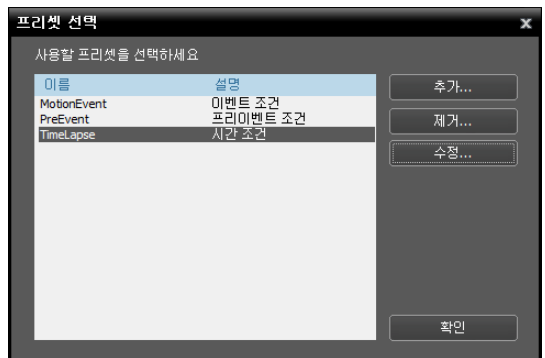 프리셋 선택 x
사용할 프리셋을 선택하세요
이름 설명
MotionEvent 이벤트 조건
PreEvent 프리이벤트 조건
TimeLapse 시간 조건
추가...
제거...
수정...
확인